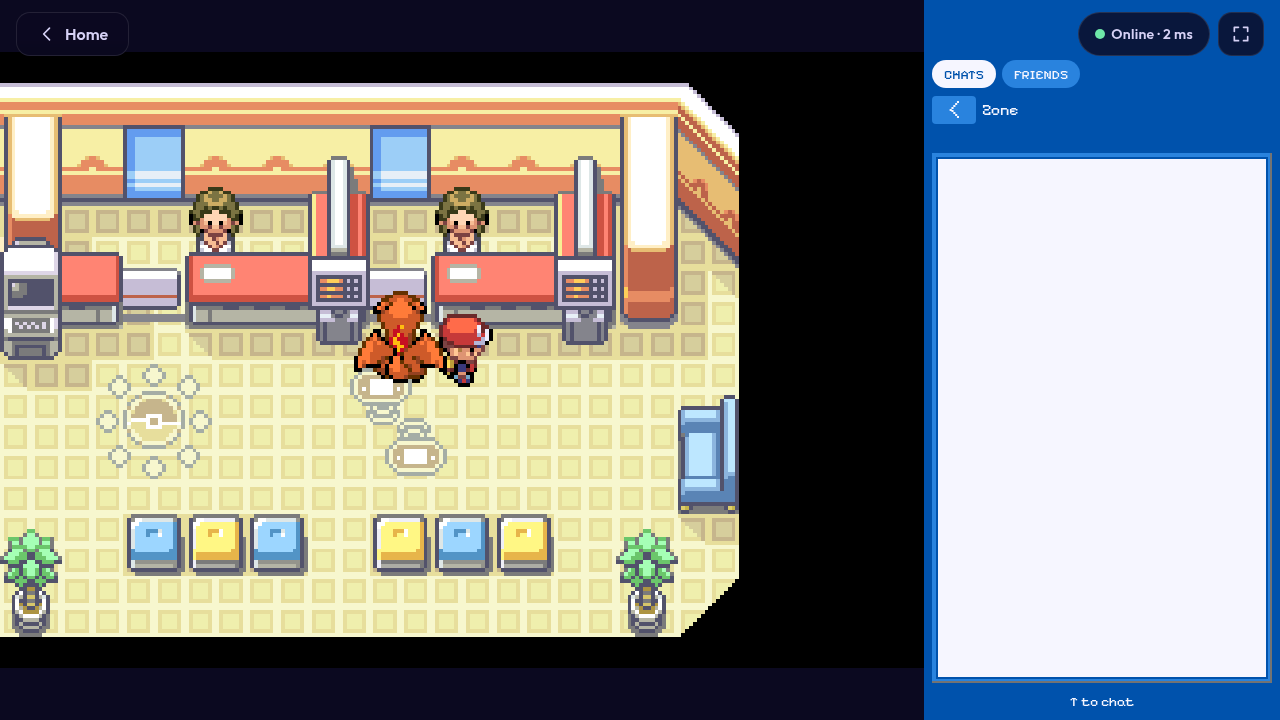 Home
Online · 2 ms
CHATS
FRIENDS
Zone
↑ to chat